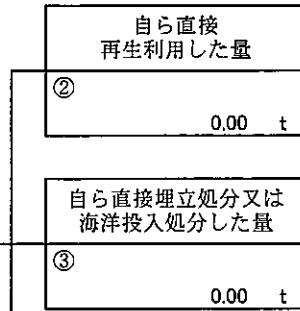 自ら直接
再生利用した量
②
0.00 t
自ら直接埋立処分又は
海洋投入処分した量
③
0.00 t